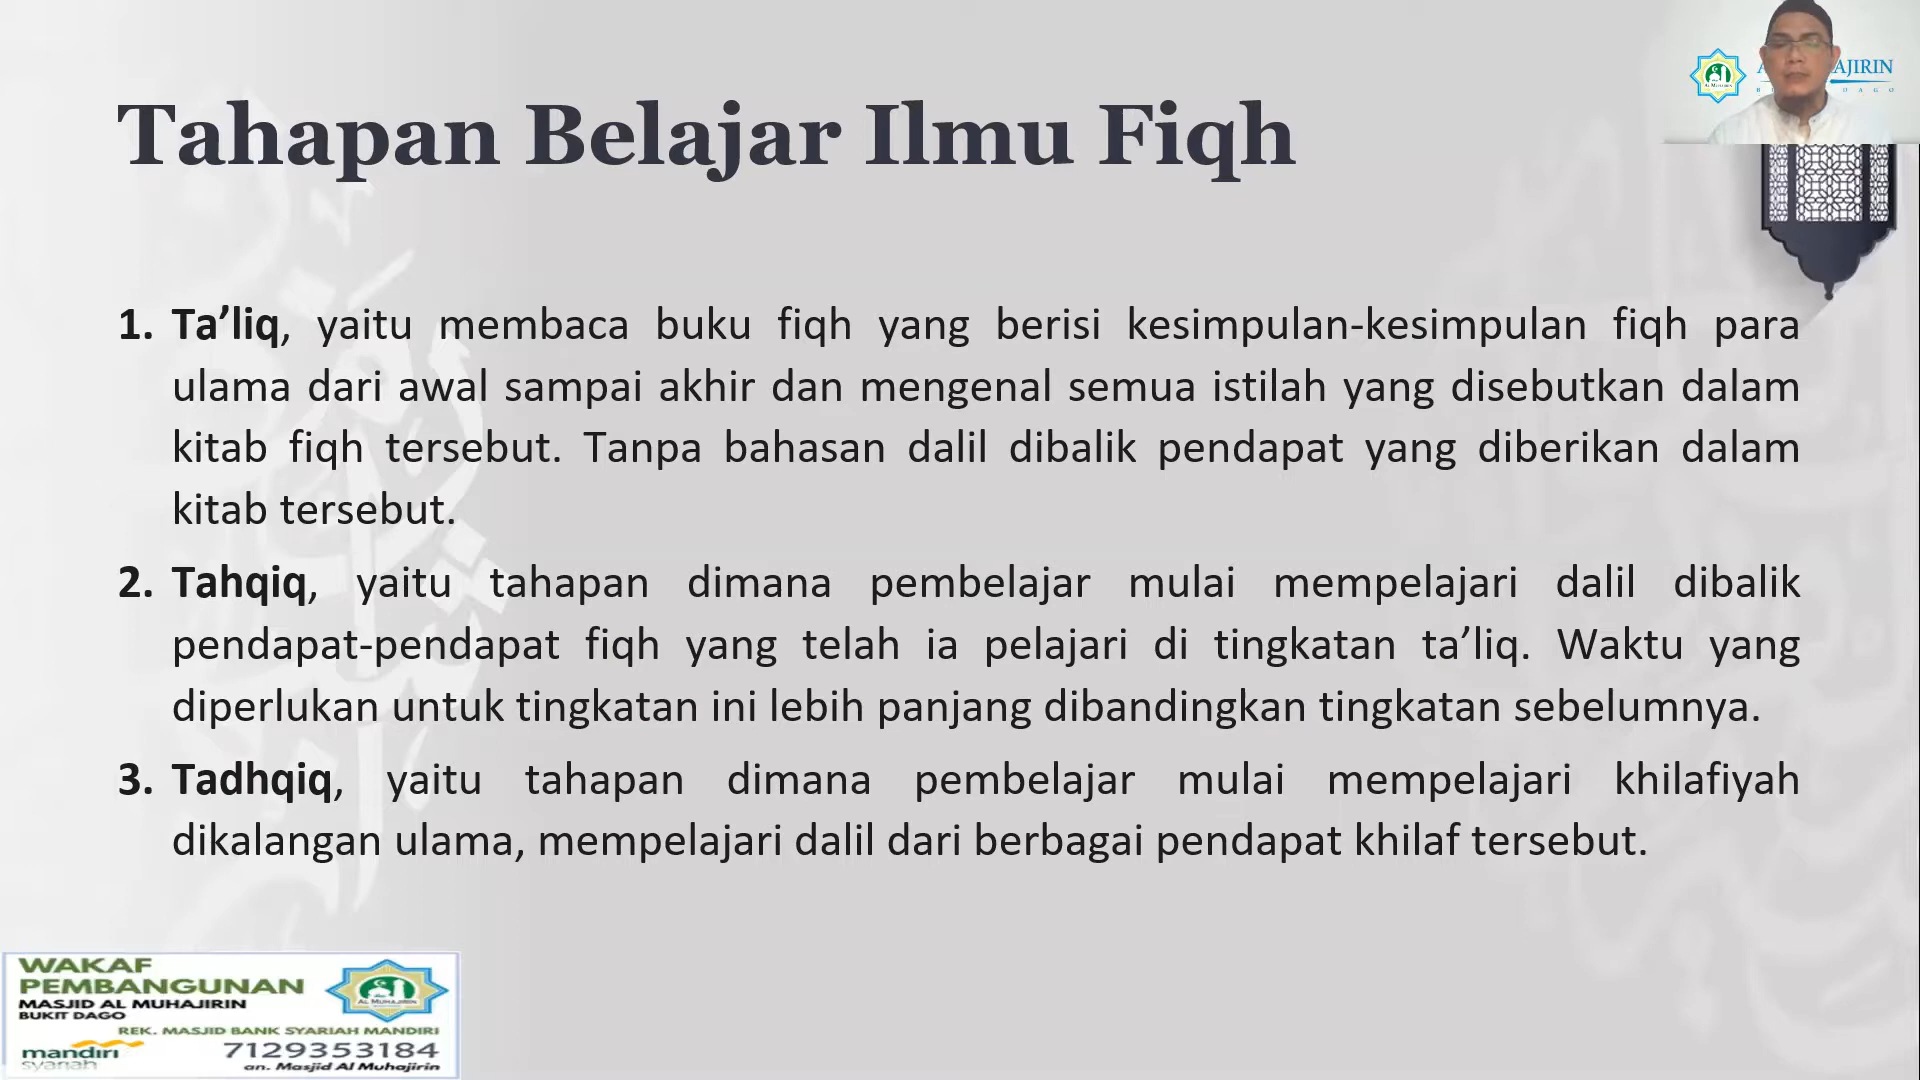 AJIRIN
Tahapan Belajar Ilmu Fiqh
1. Ta’liq, yaitu membaca buku fiqh yang berisi kesimpulan-kesimpulan fiqh para
ulama dari awal sampai akhir dan mengenal semua istilah yang disebutkan dalam
kitab fiqh tersebut. Tanpa bahasan dalil dibalik pendapat yang diberikan dalam
kitab tersebut.
2. Tahqiq, yaitu tahapan dimana pembelajar mulai mempelajari dalil dibalik
pendapat-pendapat fiqh yang telah ia pelajari di tingkatan ta’liq. Waktu yang
diperlukan untuk tingkatan ini lebih panjang dibandingkan tingkatan sebelumnya.
3. Tadhqiq, yaitu tahapan dimana pembelajar mulai mempelajari khilafiyah
dikalangan ulama, mempelajari dalil dari berbagai pendapat khilaf tersebut.
WAKAF
PEMBANGUNAN
MASJID AL MUHAJIRIN
BUKIT DAGO
AL MUHAJIRIN
REK. MASJID BANK SYARIAH MANDIRI
mandiri
syariah
7129353184
an. Masjid Al Muhajirin